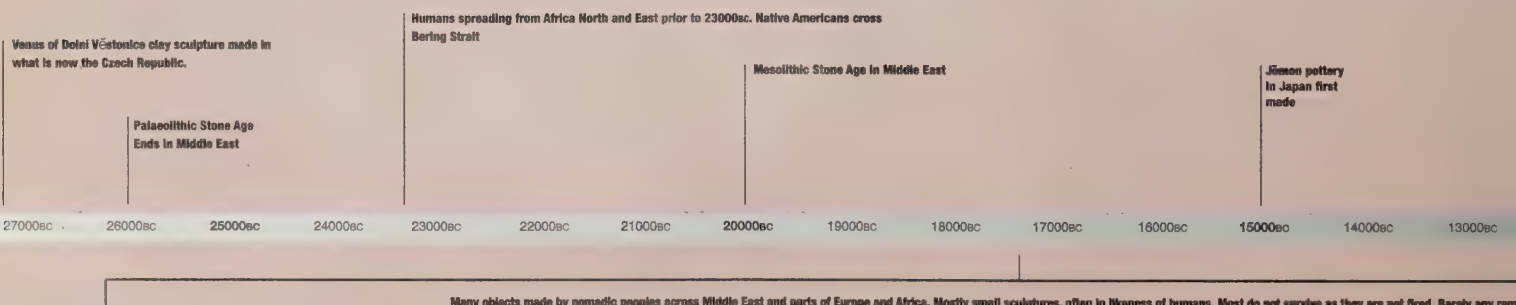 Humans spreading from Africa North and East prior to 23000BC. Native Americans cross
Bering Strait
Venus of Dolní Věstonice clay sculpture made in
what is now the Czech Republic.
Mesolithic Stone Age in Middle East
Jōmon pottery
in Japan first
made
Palaeolithic Stone Age
Ends in Middle East
27000BC 26000BC 25000BC 24000BC 23000BC 22000BC 21000BC 20000BC 19000BC 18000BC 17000BC 16000BC 15000BC 14000BC 13000BC
Many objects made by nomadic peoples across Middle East and parts of Europe and Africa. Mostly small sculptures, often in likeness of humans. Most do not survive as they are not fired. Rarely any